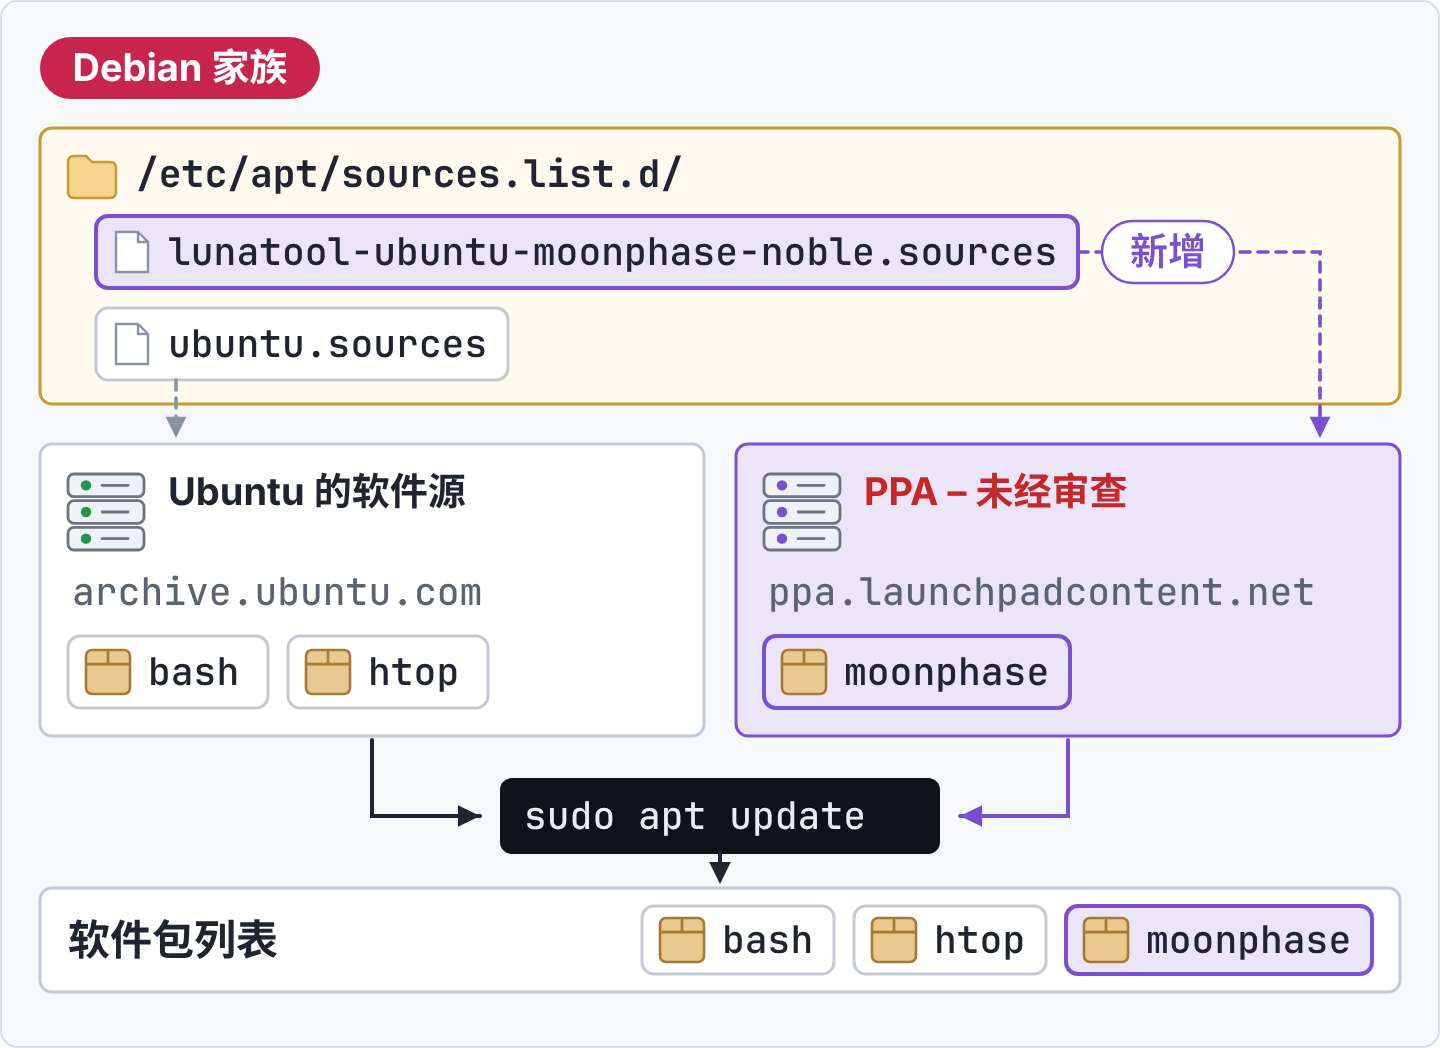 Debian 家族
/etc/apt/sources.list.d/
lunatool-ubuntu-moonphase-noble.sources
新增
ubuntu.sources
Ubuntu 的软件源
archive.ubuntu.com
bash
htop
PPA – 未经审查
ppa.launchpadcontent.net
moonphase
sudo apt update
软件包列表
bash
htop
moonphase